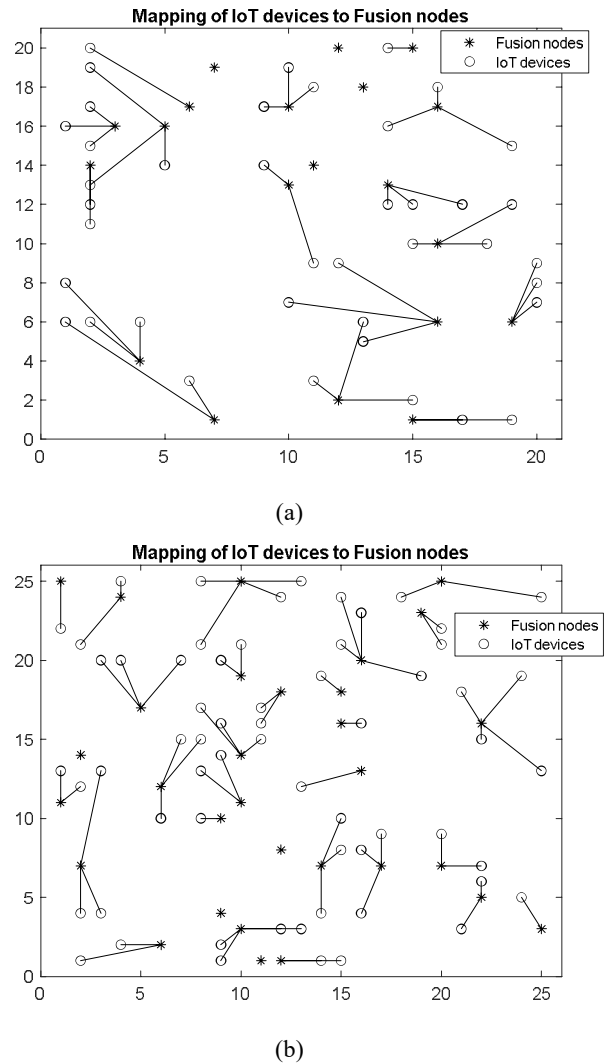 Mapping of IoT devices to Fusion nodes
20
18
16
14
12
10
8
6
4
2
0
Fusion nodes
IoT devices
0 5 10 15 20
(a)
Mapping of IoT devices to Fusion nodes
25
20
15
10
5
0
Fusion nodes
IoT devices
0 5 10 15 20 25
(b)